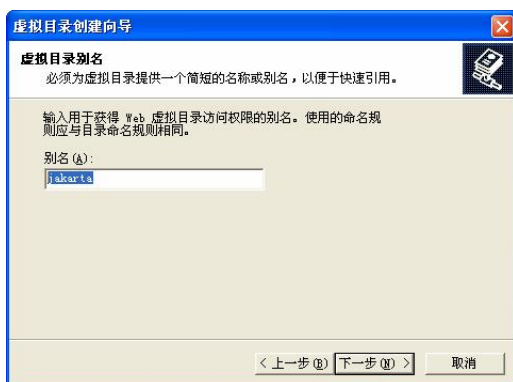 虚拟目录创建向导
虚拟目录别名
必须为虚拟目录提供一个简短的名称或别名，以便于快速引用。
输入用于获得 Web 虚拟目录访问权限的别名。使用的命名规
则应与目录命名规则相同。
别名(A):
jakarta
< 上一步(B) 下一步(N) > 取消